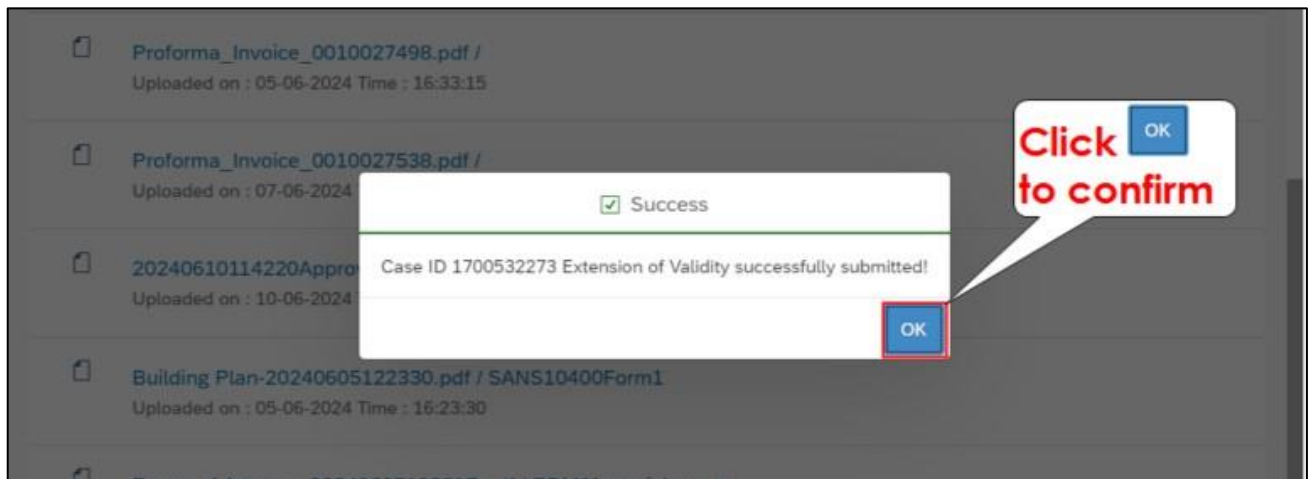 Proforma_Invoice_0010027498.pdf /
Uploaded on : 05-06-2024 Time : 16:33:15
Proforma_Invoice_0010027538.pdf /
Uploaded on : 07-06-2024
Click OK
to confirm
Success
20240610114220Appro
Case ID 1700532273 Extension of Validity successfully submitted!
Uploaded on : 10-06-2024
OK
Building Plan-20240605122330.pdf / SANS10400Form1
Uploaded on : 05-06-2024 Time : 16:23:30